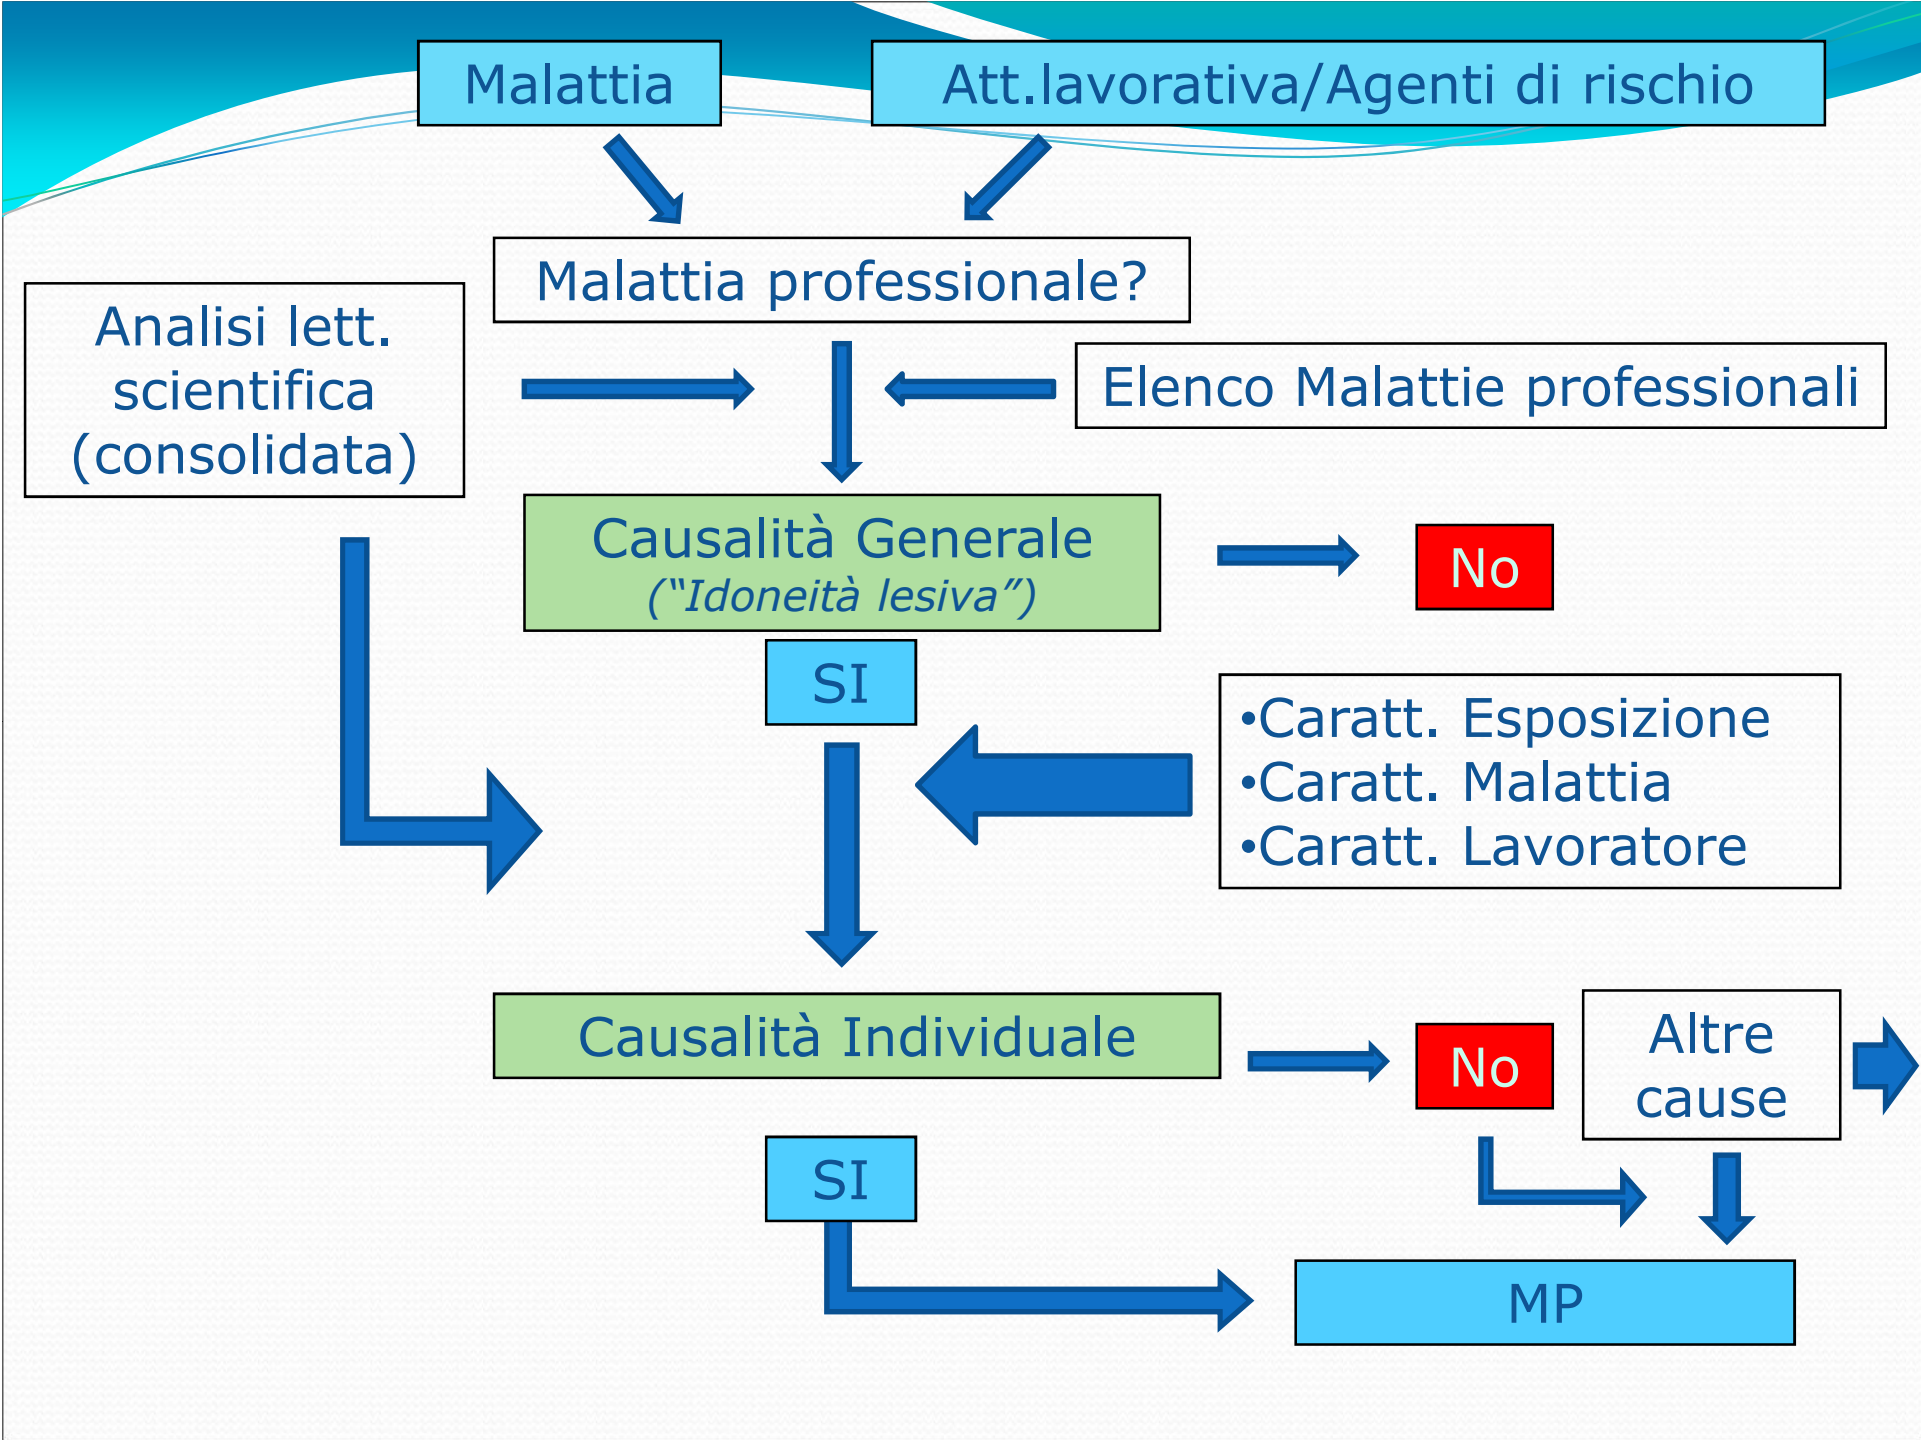 Malattia
Att.lavorativa/Agenti di rischio
Malattia professionale?
Analisi lett.
scientifica
(consolidata)
Elenco Malattie professionali
Causalità Generale
(“Idoneità lesiva”)
No
SI
•Caratt. Esposizione
•Caratt. Malattia
•Caratt. Lavoratore
Causalità Individuale
No
Altre
cause
SI
MP